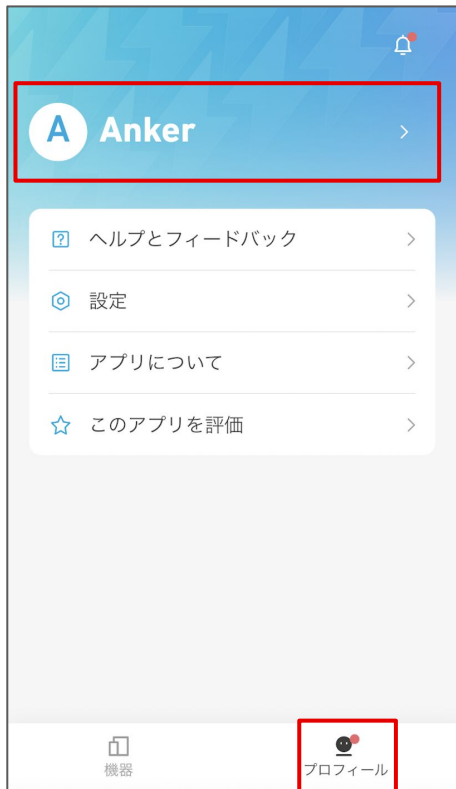 A Anker
ヘルプとフィードバック
設定
アプリについて
このアプリを評価
機器
プロフィール